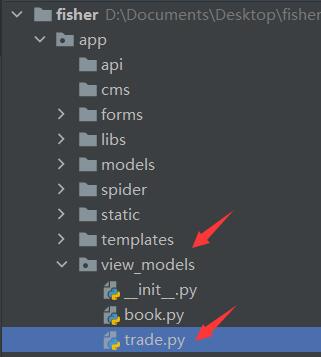 fisher D:\Documents\Desktop\fisher
app
api
cms
forms
libs
models
spider
static
templates
view_models
__init__.py
book.py
trade.py